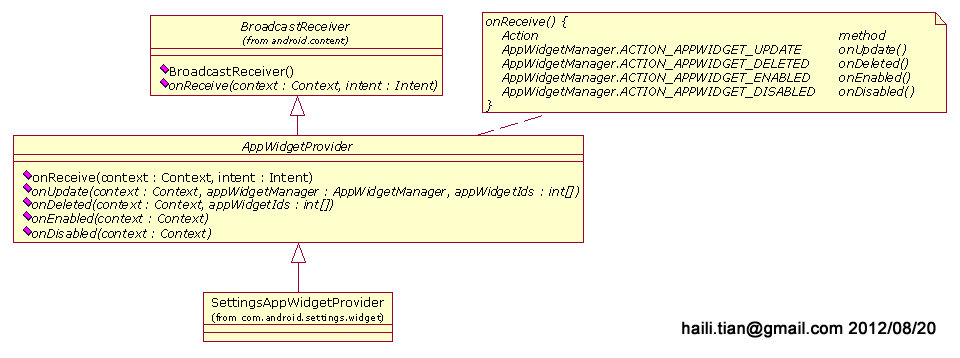 BroadcastReceiver
(from android.content)
BroadcastReceiver()
onReceive(context : Context, intent : Intent)
onReceive() {
Action method
AppWidgetManager.ACTION_APPWIDGET_UPDATE onUpdate()
AppWidgetManager.ACTION_APPWIDGET_DELETED onDeleted()
AppWidgetManager.ACTION_APPWIDGET_ENABLED onEnabled()
AppWidgetManager.ACTION_APPWIDGET_DISABLED onDisabled()
}
AppWidgetProvider
onReceive(context : Context, intent : Intent)
onUpdate(context : Context, appWidgetManager : AppWidgetManager, appWidgetIds : int[])
onDeleted(context : Context, appWidgetIds : int[])
onEnabled(context : Context)
onDisabled(context : Context)
SettingsAppWidgetProvider
(from com.android.settings.widget)
haili.tian@gmail.com 2012/08/20